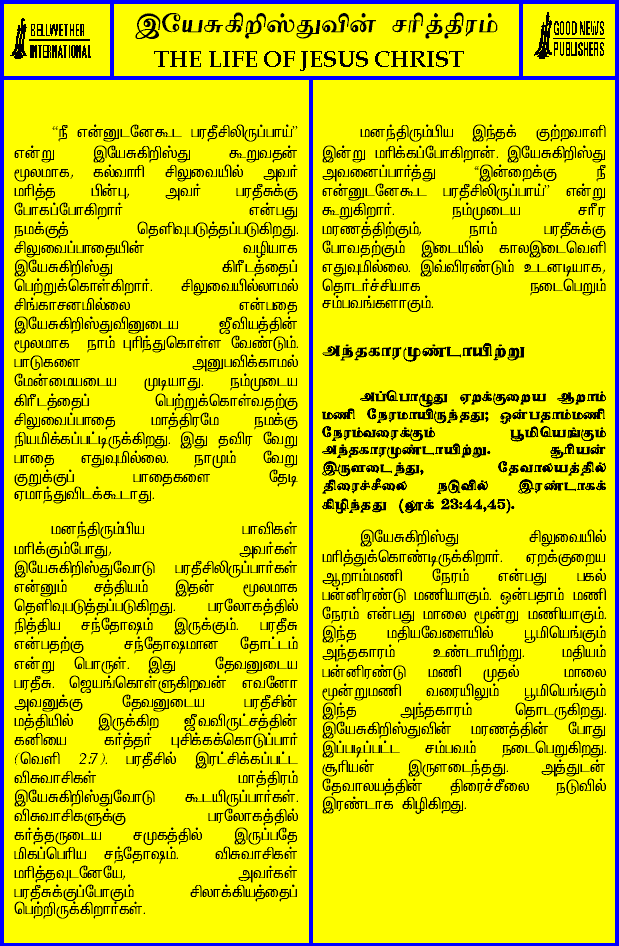 BELLWETHER
INTERNATIONAL
இயேசுகிறிஸ்துவின் சரித்திரம்
THE LIFE OF JESUS CHRIST
GOOD NEWS
PUBLISHERS
“நீ என்னுடனேகூட பரதீசிலிருப்பாய்”
என்று இயேசுகிறிஸ்து கூறுவதன்
மூலமாக, கல்வாரி சிலுவையில் அவர்
மரித்த பின்பு, அவர் பரதீசுக்கு
போகப்போகிறார் என்பது
நமக்குத் தெளிவுபடுத்தப்படுகிறது.
சிலுவைப்பாதையின் வழியாக
இயேசுகிறிஸ்து கிரீடத்தைப்
பெற்றுக்கொள்கிறார். சிலுவையில்லாமல்
சிங்காசனமில்லை என்பதை
இயேசுகிறிஸ்துவினுடைய ஜீவியத்தின்
மூலமாக நாம் புரிந்துகொள்ள வேண்டும்.
பாடுகளை அனுபவிக்காமல்
மேன்மையடைய முடியாது. நம்முடைய
கிரீடத்தைப் பெற்றுக்கொள்வதற்கு
சிலுவைப்பாதை மாத்திரமே நமக்கு
நியமிக்கப்பட்டிருக்கிறது. இது தவிர வேறு
பாதை எதுவுமில்லை. நாமும் வேறு
குறுக்குப் பாதைகளை தேடி
ஏமாந்துவிடக்கூடாது.
மனந்திரும்பிய பாவிகள்
மரிக்கும்போது, அவர்கள்
இயேசுகிறிஸ்துவோடு பரதீசிலிருப்பார்கள்
என்னும் சத்தியம் இதன் மூலமாக
தெளிவுபடுத்தப்படுகிறது. பரலோகத்தில்
நித்திய சந்தோஷம் இருக்கும். பரதீசு
என்பதற்கு சந்தோஷமான தோட்டம்
என்று பொருள். இது தேவனுடைய
பரதீசு. ஜெயங்கொள்ளுகிறவன் எவனோ
அவனுக்கு தேவனுடைய பரதீசின்
மத்தியில் இருக்கிற ஜீவவிருட்சத்தின்
கனியை கர்த்தர் புசிக்கக்கொடுப்பார்
(வெளி 2:7). பரதீசில் இரட்சிக்கப்பட்ட
விசுவாசிகள் மாத்திரம்
இயேசுகிறிஸ்துவோடு கூடயிருப்பார்கள்.
விசுவாசிகளுக்கு பரலோகத்தில்
கர்த்தருடைய சமுகத்தில் இருப்பதே
மிகப்பெரிய சந்தோஷம். விசுவாசிகள்
மரித்தவுடனேயே, அவர்கள்
பரதீசுக்குப்போகும் சிலாக்கியத்தைப்
பெற்றிருக்கிறார்கள்.
மனந்திரும்பிய இந்தக் குற்றவாளி
இன்று மரிக்கப்போகிறான். இயேசுகிறிஸ்து
அவனைப்பார்த்து “இன்றைக்கு நீ
என்னுடனேகூட பரதீசிலிருப்பாய்” என்று
கூறுகிறார். நம்முடைய சரீர
மரணத்திற்கும், நாம் பரதீசுக்கு
போவதற்கும் இடையில் காலஇடைவெளி
எதுவுமில்லை. இவ்விரண்டும் உடனடியாக,
தொடர்ச்சியாக நடைபெறும்
சம்பவங்களாகும்.
அந்தகாரமுண்டாயிற்று
அப்பொழுது ஏறக்குறைய ஆறாம்
மணி நேரமாயிருந்தது; ஒன்பதாம்மணி
நேரம்வரைக்கும் பூமியெங்கும்
அந்தகாரமுண்டாயிற்று. சூரியன்
இருளடைந்து, தேவாலயத்தில்
திரைச்சீலை நடுவில் இரண்டாகக்
கிழிந்தது (லூக் 23:44,45).
இயேசுகிறிஸ்து சிலுவையில்
மரித்துக்கொண்டிருக்கிறார். ஏறக்குறைய
ஆறாம்மணி நேரம் என்பது பகல்
பன்னிரண்டு மணியாகும். ஒன்பதாம் மணி
நேரம் என்பது மாலை மூன்று மணியாகும்.
இந்த மதியவேளையில் பூமியெங்கும்
அந்தகாரம் உண்டாயிற்று. மதியம்
பன்னிரண்டு மணி முதல் மாலை
மூன்றுமணி வரையிலும் பூமியெங்கும்
இந்த அந்தகாரம் தொடருகிறது.
இயேசுகிறிஸ்துவின் மரணத்தின் போது
இப்படிப்பட்ட சம்பவம் நடைபெறுகிறது.
சூரியன் இருளடைந்தது. அத்துடன்
தேவாலயத்தின் திரைச்சீலை நடுவில்
இரண்டாக கிழிகிறது.